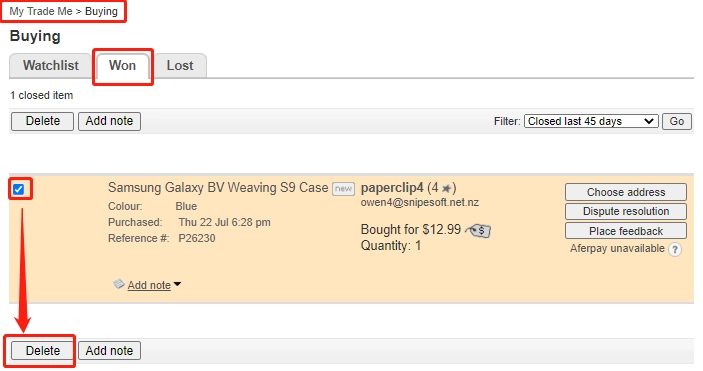 My Trade Me > Buying
Buying
Watchlist Won Lost
1 closed item
Delete Add note Filter: Closed last 45 days Go
Samsung Galaxy BV Weaving S9 Case new paperclip4 (4 ★) Choose address
Colour: Blue owen4@snipesoft.net.nz Dispute resolution
Purchased: Thu 22 Jul 6:28 pm Bought for $12.99 $ Place feedback
Reference #: P26230 Quantity: 1 Aferpay unavailable ?
Add note
Delete Add note